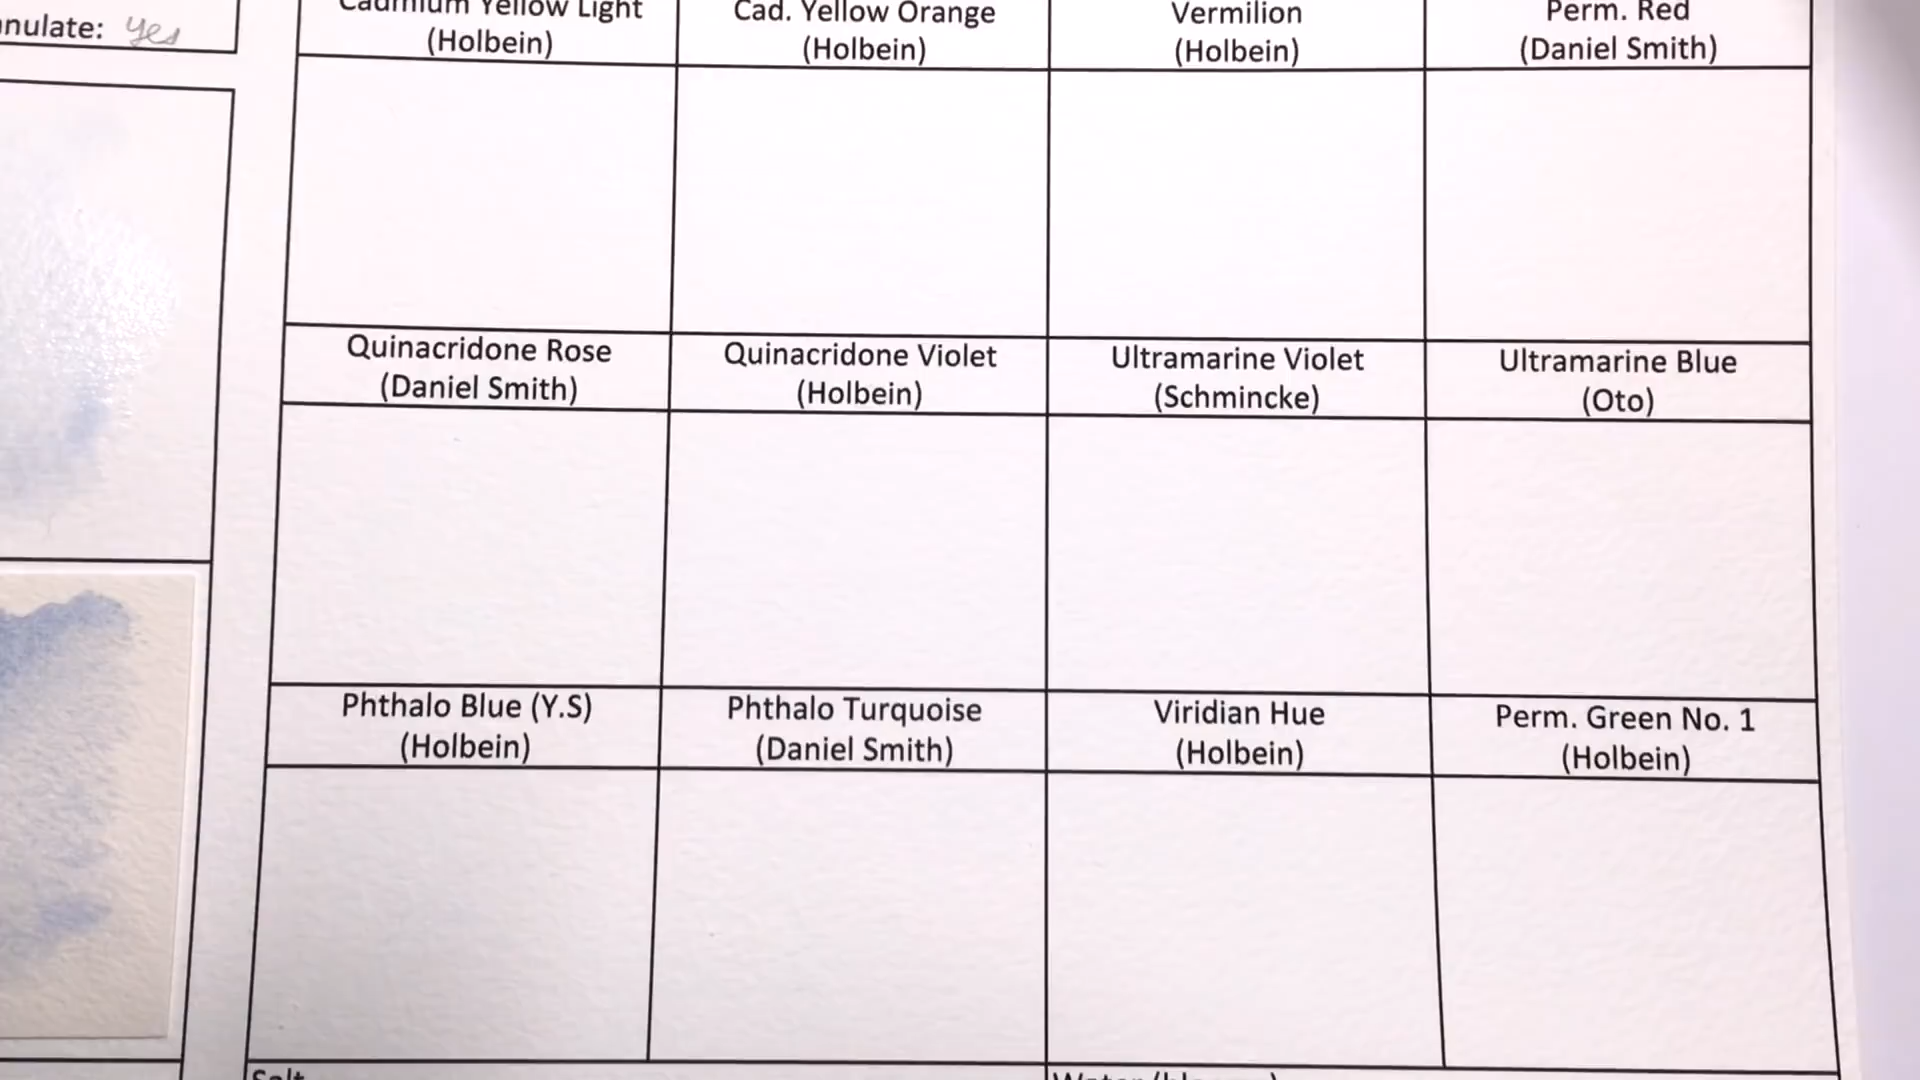 nulate: yes
Cadmium Yellow Light
(Holbein)
Cad. Yellow Orange
(Holbein)
Vermilion
(Holbein)
Perm. Red
(Daniel Smith)
Quinacridone Rose
(Daniel Smith)
Quinacridone Violet
(Holbein)
Ultramarine Violet
(Schmincke)
Ultramarine Blue
(Oto)
Phthalo Blue (Y.S)
(Holbein)
Phthalo Turquoise
(Daniel Smith)
Viridian Hue
(Holbein)
Perm. Green No. 1
(Holbein)
Salt